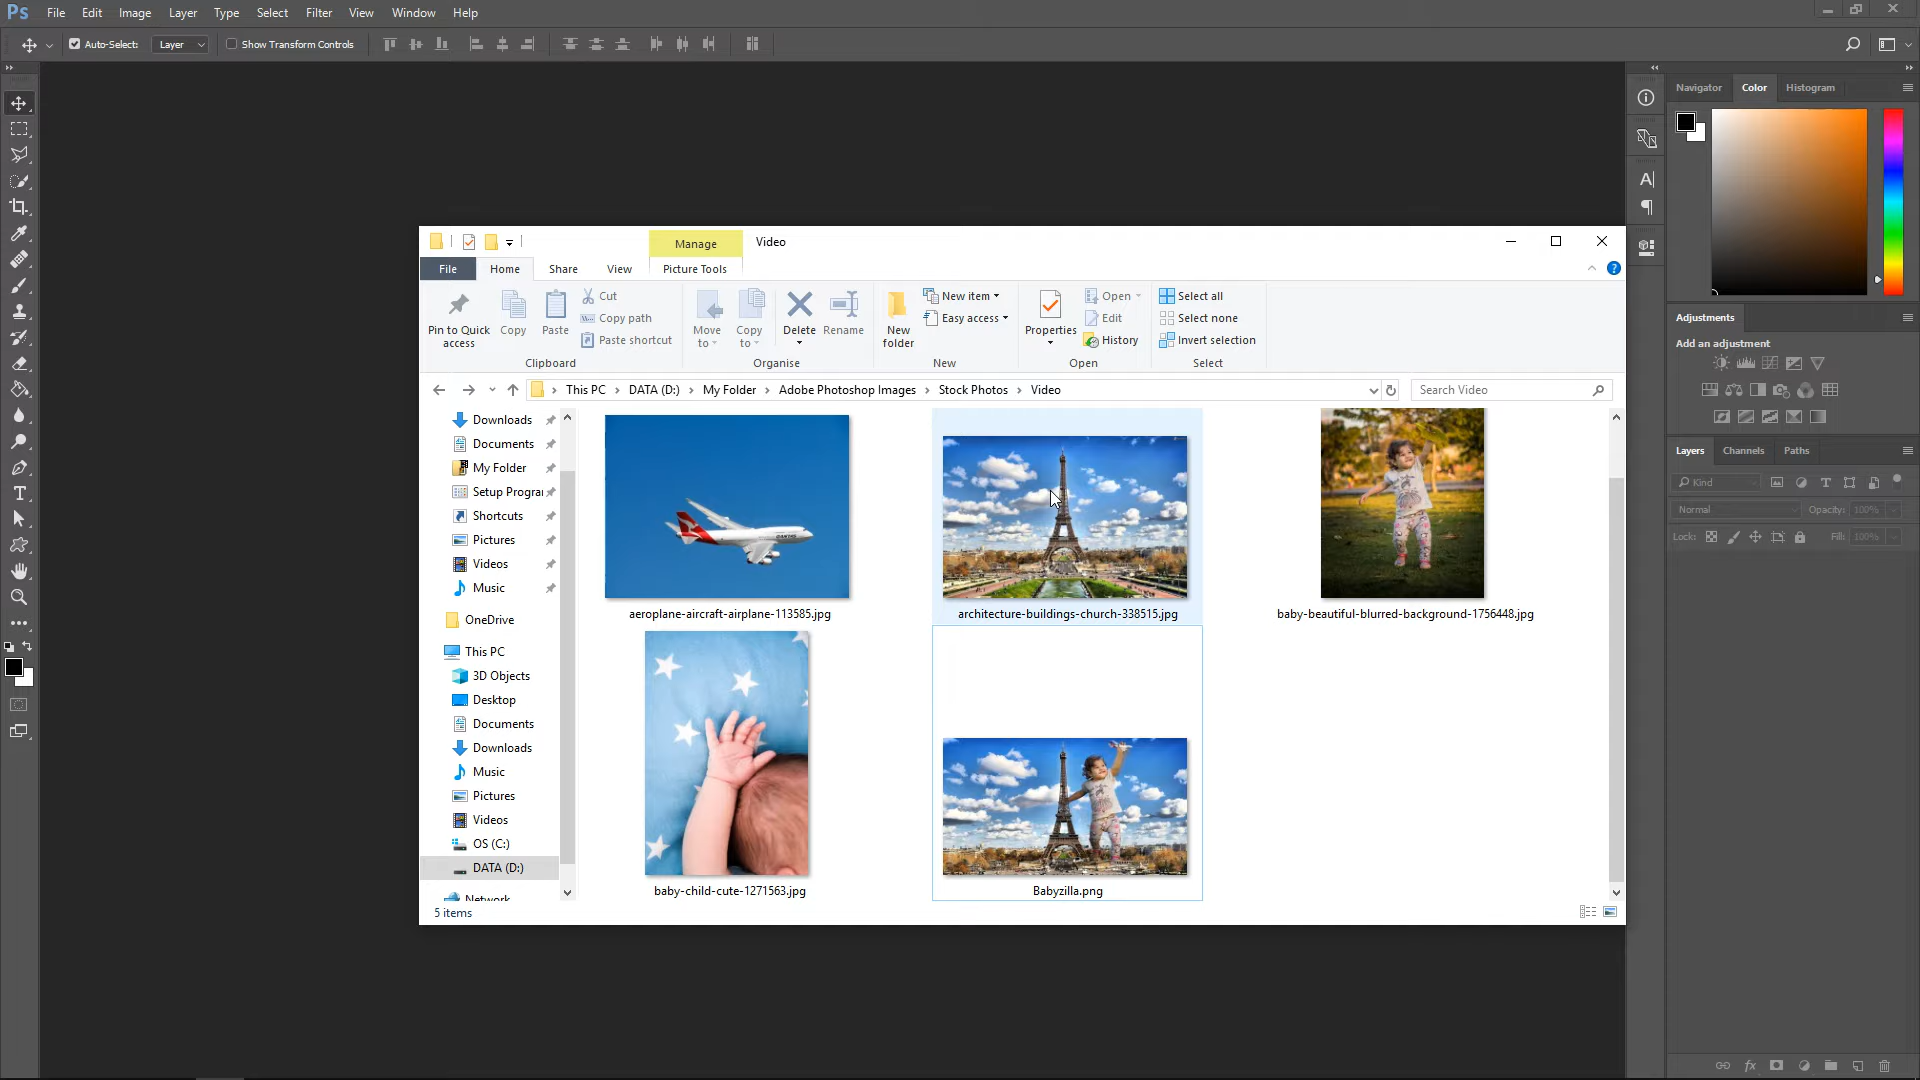 Ps File Edit Image Layer Type Select Filter View Window Help
Auto-Select: Layer Show Transform Controls
Navigator Color Histogram
Manage Video
File Home Share View Picture Tools
Pin to Quick access
Copy
Paste
Cut
Copy path
Paste shortcut
Clipboard
Move to
Copy to
Delete
Rename
Organise
New folder
New item
Easy access
New
Properties
Open
Edit
History
Open
Select all
Select none
Invert selection
Select
This PC DATA (D:) My Folder Adobe Photoshop Images Stock Photos Video
Search Video
Downloads
Documents
My Folder
Setup Progra
Shortcuts
Pictures
Videos
Music
OneDrive
This PC
3D Objects
Desktop
Documents
Downloads
Music
Pictures
Videos
OS (C:)
DATA (D:)
Network
QANTAS
aeroplane-aircraft-airplane-113585.jpg
architecture-buildings-church-338515.jpg
baby-beautiful-blurred-background-1756448.jpg
baby-child-cute-1271563.jpg
Babyzilla.png
5 items
Adjustments
Add an adjustment
Layers Channels Paths
Kind
Normal Opacity: 100%
Lock: Fill: 100%